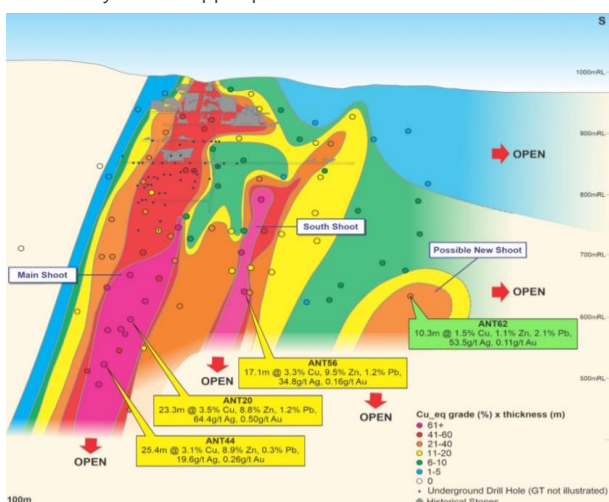 S
1000mRL
900mRL
OPEN
800mRL
South Shoot
Possible New Shoot
700mRL
Main Shoot
OPEN
600mRL
ANT62
10.3m @ 1.5% Cu, 1.1% Zn, 2.1% Pb,
53.5g/t Ag, 0.11g/t Au
ANT56
17.1m @ 3.3% Cu, 9.5% Zn, 1.2% Pb,
34.8g/t Ag, 0.16g/t Au
OPEN
500mRL
ANT20
23.3m @ 3.5% Cu, 8.8% Zn, 1.2% Pb,
64.4g/t Ag, 0.50g/t Au
OPEN
ANT44
25.4m @ 3.1% Cu, 8.9% Zn, 0.3% Pb,
19.6g/t Ag, 0.26g/t Au
OPEN
Cu_eq grade (%) x thickness (m)
61+
41-60
21-40
11-20
6-10
1-5
0
Underground Drill Hole (GT not illustrated)
Historical Stopes
100m